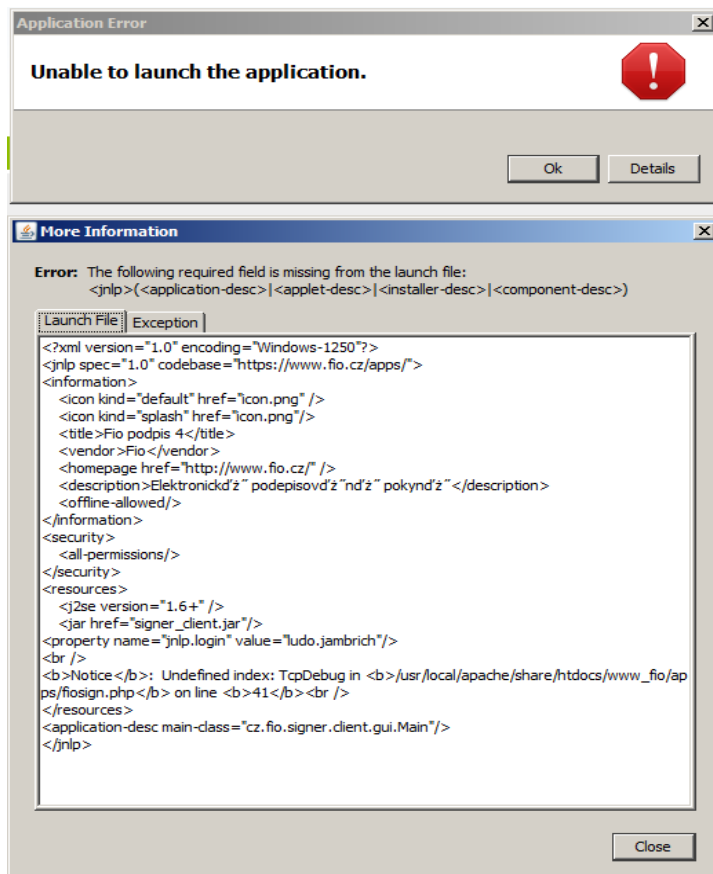 Application Error
Unable to launch the application.
Ok
Details
More Information
Error: The following required field is missing from the launch file:
<jnlp>(<application-desc>|<applet-desc>|<installer-desc>|<component-desc>)
Launch File
Exception
<?xml version="1.0" encoding="Windows-1250"?>
<jnlp spec="1.0" codebase="https://www.fio.cz/apps/">
<information>
<icon kind="default" href="icon.png" />
<icon kind="splash" href="icon.png"/>
<title>Fio podpis 4</title>
<vendor>Fio</vendor>
<homepage href="http://www.fio.cz/" />
<description>Elektronickďż˝ podepisovďż˝nďż˝ pokynďż˝</description>
<offline-allowed/>
</information>
<security>
<all-permissions/>
</security>
<resources>
<j2se version="1.6+" />
<jar href="signer_client.jar"/>
<property name="jnlp.login" value="ludo.jambrich"/>
<br />
<b>Notice</b>:  Undefined index: TcpDebug in <b>/usr/local/apache/share/htdocs/www_fio/ap
ps/fiosign.php</b> on line <b>41</b><br />
</resources>
<application-desc main-class="cz.fio.signer.client.gui.Main"/>
</jnlp>
Close